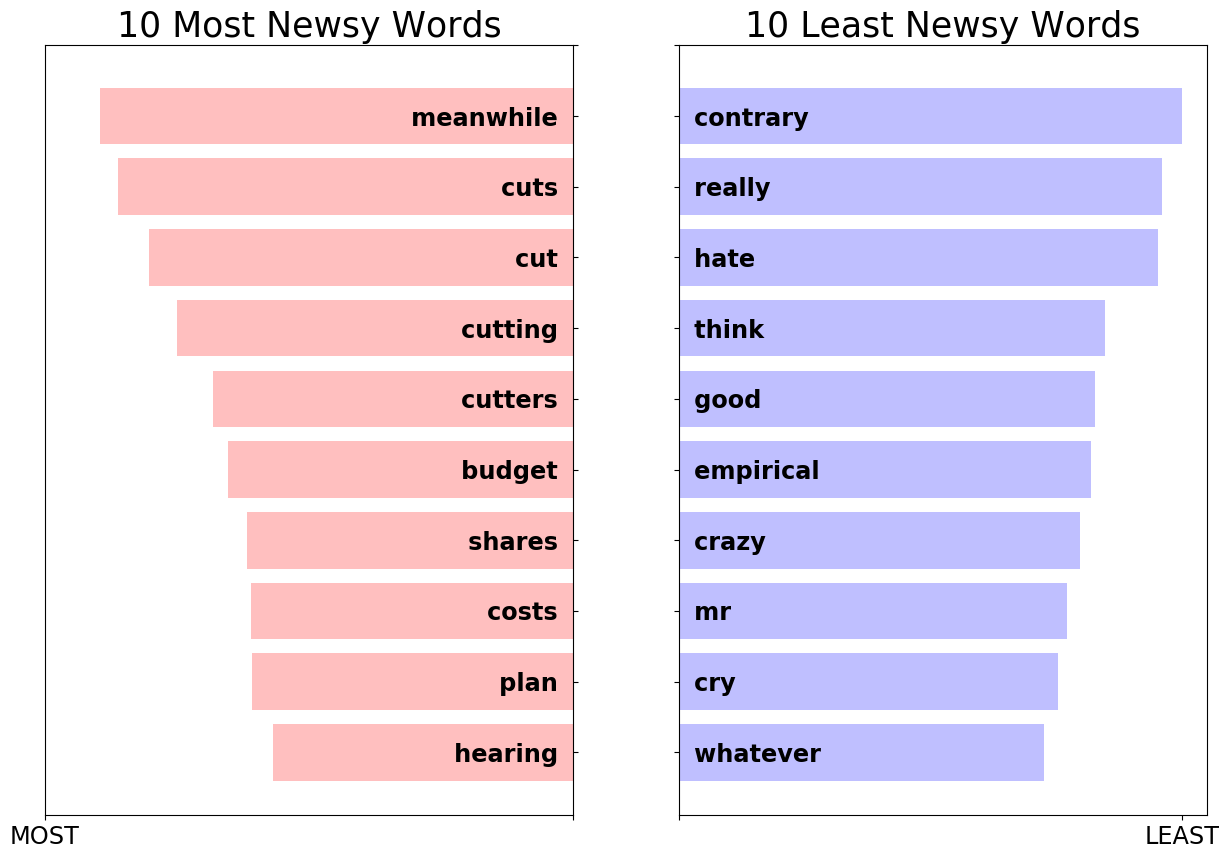 10 Most Newsy Words
meanwhile
cuts
cut
cutting
cutters
budget
shares
costs
plan
hearing
MOST
10 Least Newsy Words
contrary
really
hate
think
good
empirical
crazy
mr
cry
whatever
LEAST